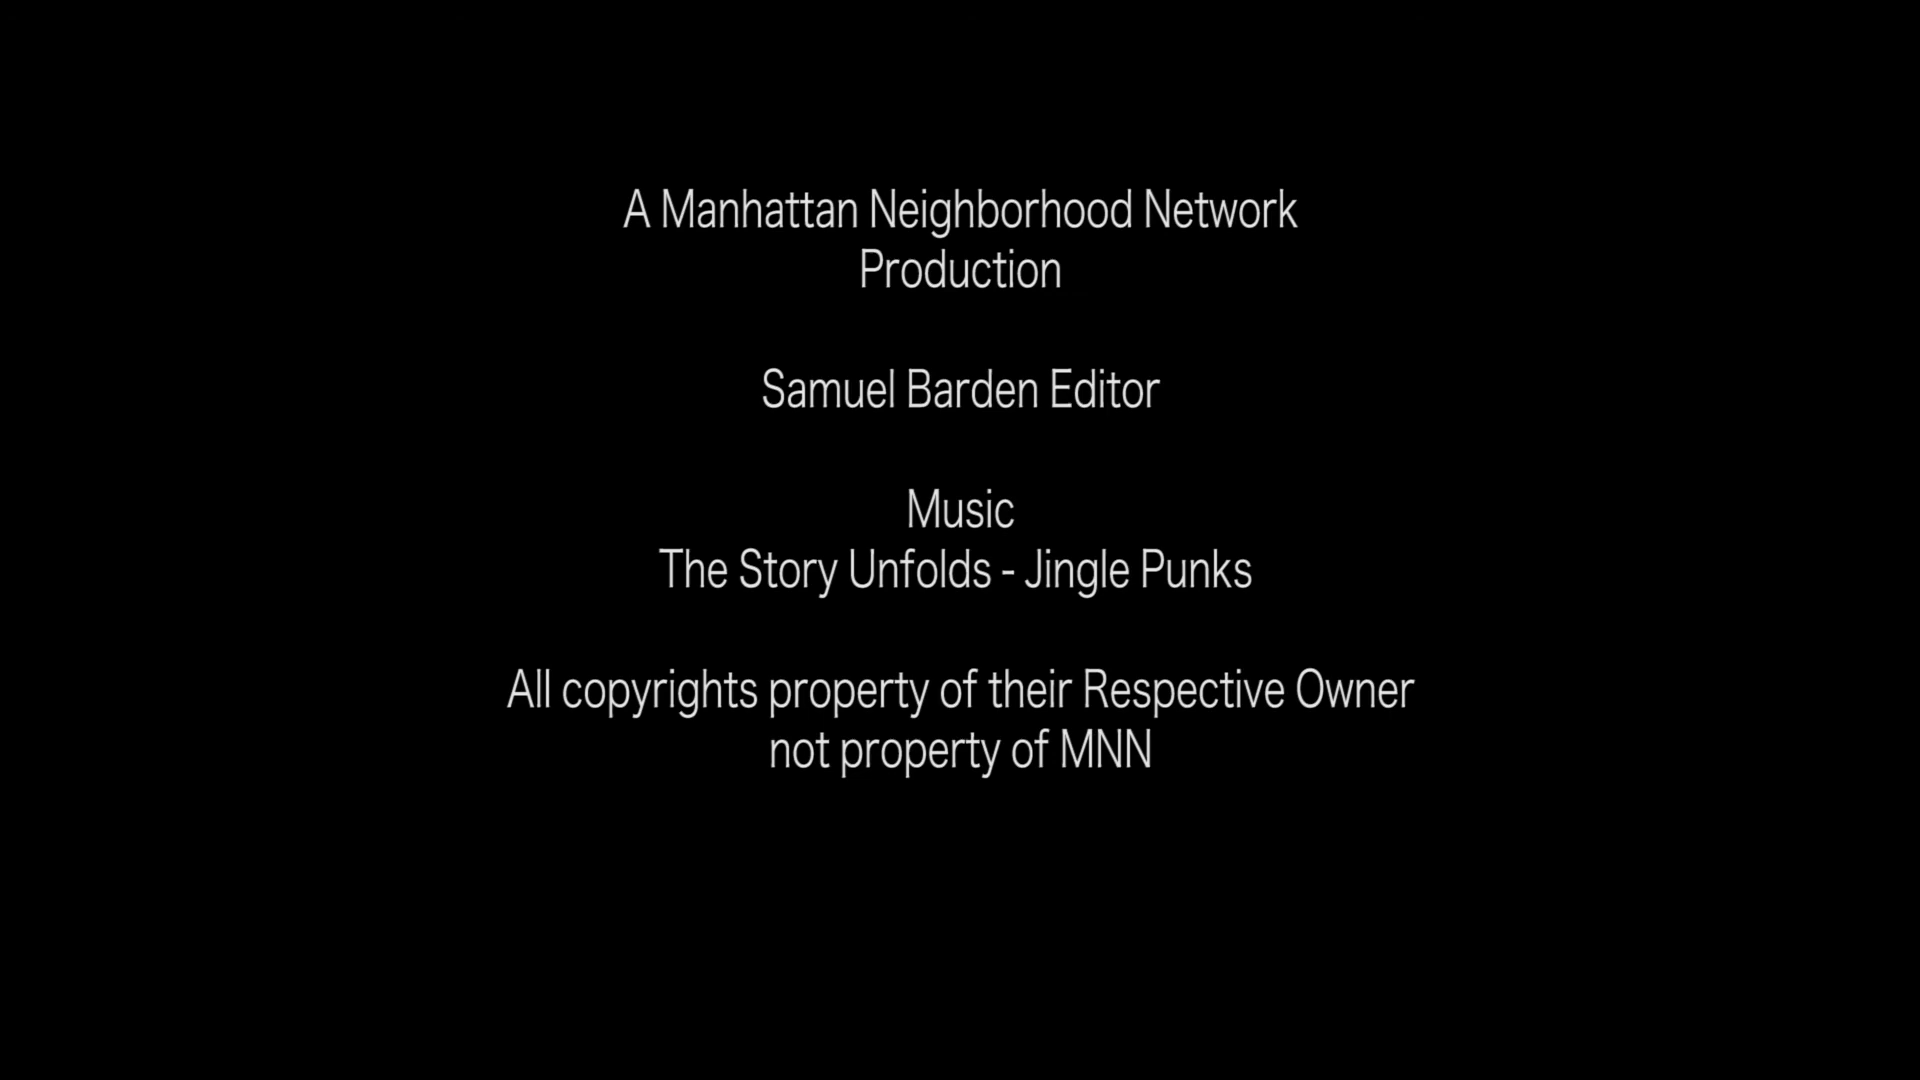 A Manhattan Neighborhood Network
Production
Samuel Barden Editor
Music
The Story Unfolds - Jingle Punks
All copyrights property of their Respective Owner
not property of MNN